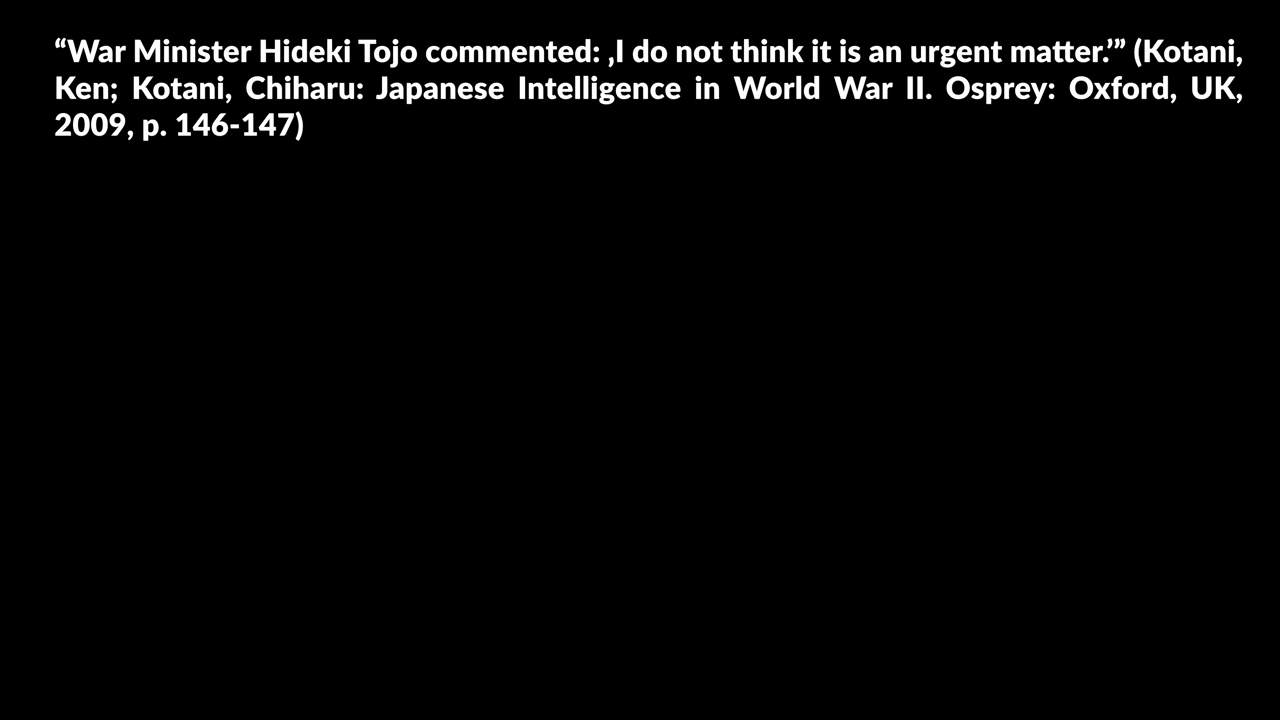 “War Minister Hideki Tojo commented: ‚I do not think it is an urgent matter.’” (Kotani,
Ken; Kotani, Chiharu: Japanese Intelligence in World War II. Osprey: Oxford, UK,
2009, p. 146-147)